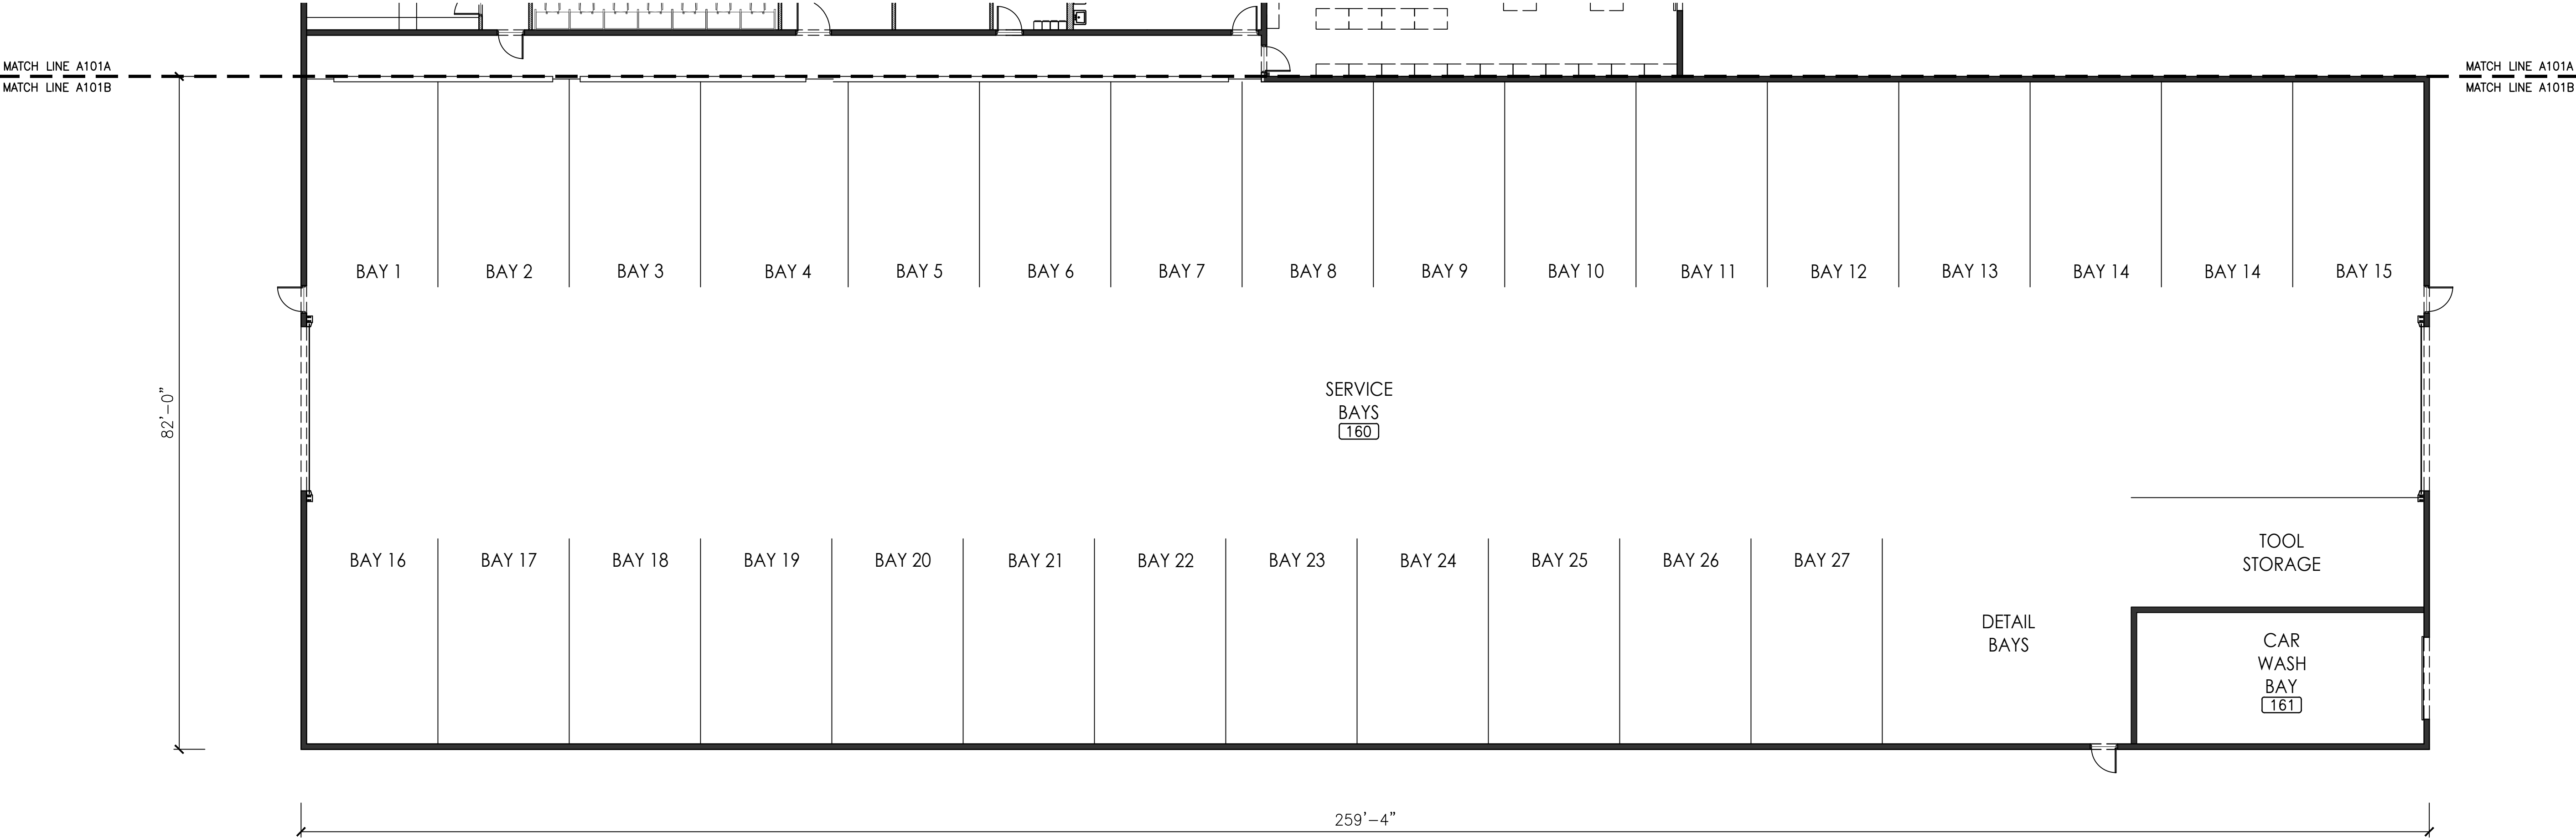 MATCH LINE A101A
MATCH LINE A101A
MATCH LINE A101B
MATCH LINE A101B
BAY 1
BAY 2
BAY 3
BAY 4
BAY 5
BAY 6
BAY 7
BAY 8
BAY 9
BAY 10
BAY 11
BAY 12
BAY 13
BAY 14
BAY 14
BAY 15
82'-0"
SERVICE
BAYS
160
BAY 16
BAY 17
BAY 18
BAY 19
BAY 20
BAY 21
BAY 22
BAY 23
BAY 24
BAY 25
BAY 26
BAY 27
TOOL
STORAGE
DETAIL
BAYS
CAR
WASH
BAY
161
259'-4"